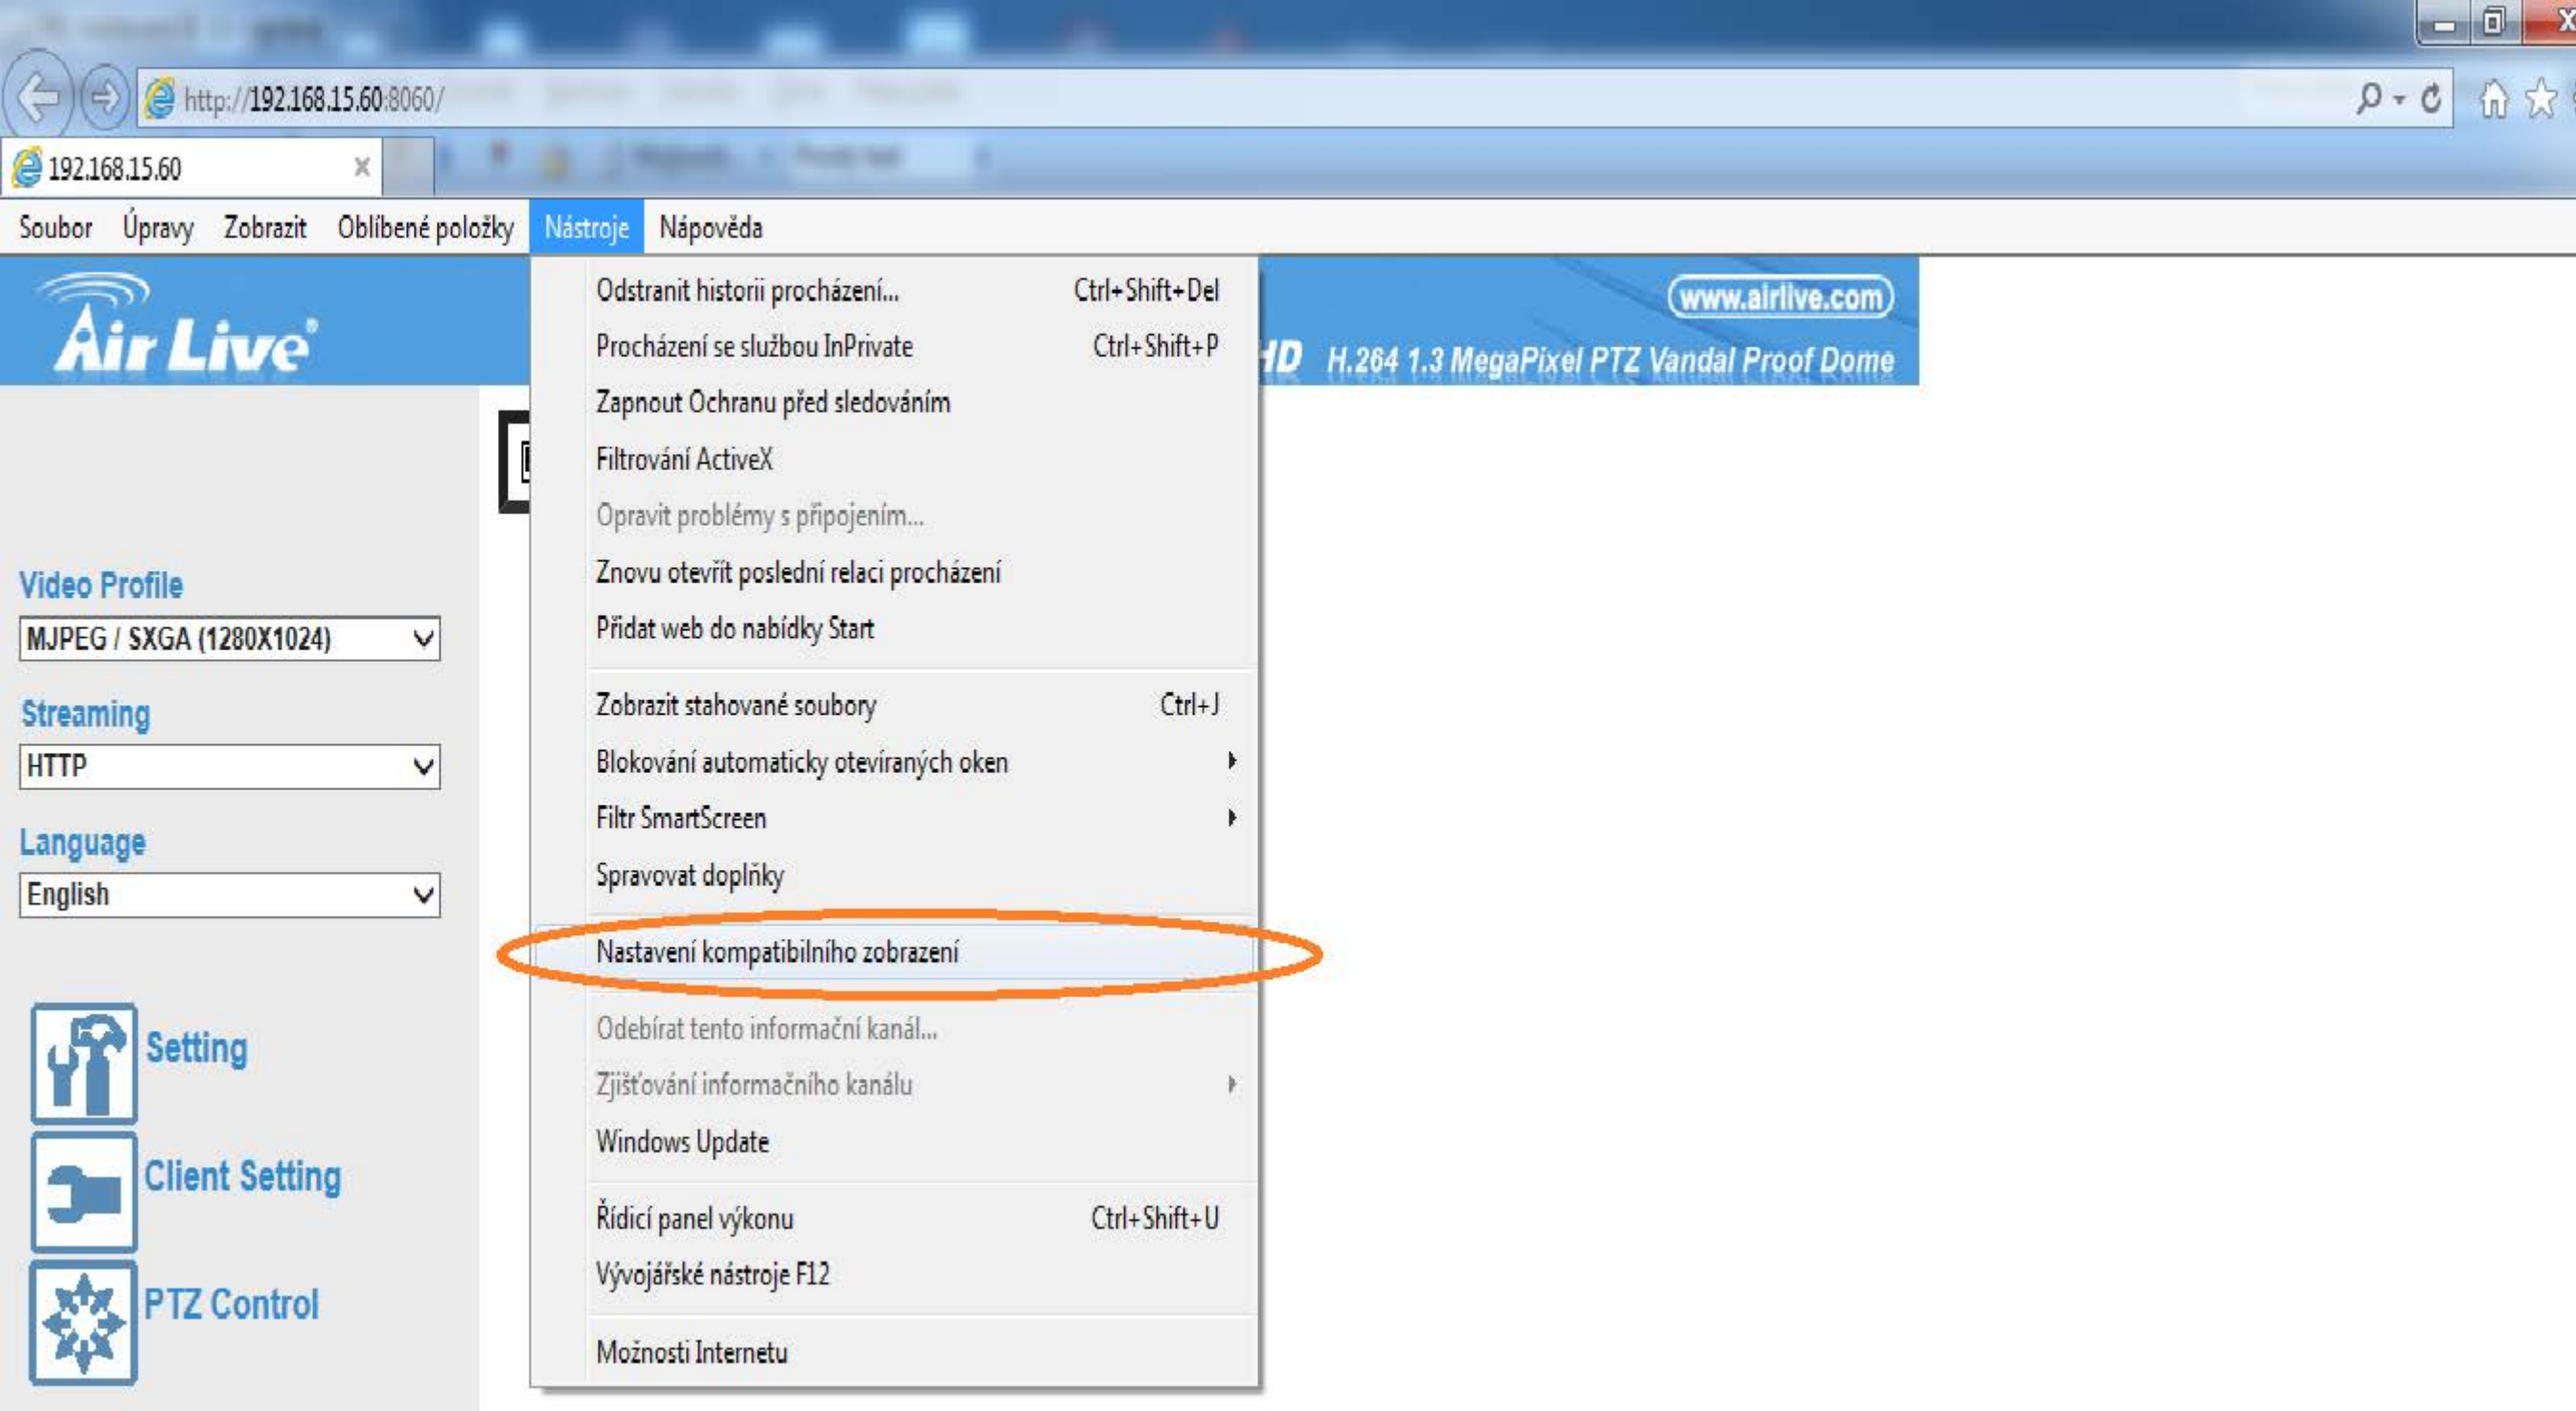 http://192.168.15.60:8060/
192.168.15.60
Soubor Úpravy Zobrazit Oblíbené položky Nástroje Nápověda
Air Live®
www.airlive.com
HD H.264 1.3 MegaPixel PTZ Vandal Proof Dome
Odstranit historii procházení... Ctrl+Shift+Del
Procházení se službou InPrivate Ctrl+Shift+P
Zapnout Ochranu před sledováním
Filtrování ActiveX
Opravit problémy s připojením...
Znovu otevřít poslední relaci procházení
Přidat web do nabídky Start
Zobrazit stahované soubory Ctrl+J
Blokování automaticky otevíraných oken
Filtr SmartScreen
Spravovat doplňky
Nastavení kompatibilního zobrazení
Odebírat tento informační kanál...
Zjišťování informačního kanálu
Windows Update
Řídicí panel výkonu Ctrl+Shift+U
Vývojářské nástroje F12
Možnosti Internetu
Video Profile
MJPEG / SXGA (1280X1024)
Streaming
HTTP
Language
English
Setting
Client Setting
PTZ Control